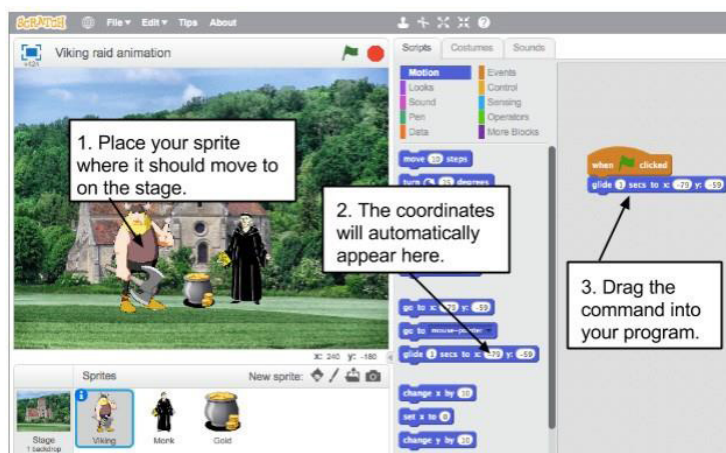 SCRATCH File▾ Edit▾ Tips About
Viking raid animation
v421
Scripts Costumes Sounds
Motion Events
Looks Control
Sound Sensing
Pen Operators
Data More Blocks
1. Place your sprite
where it should move to
on the stage.
move 10 steps
turn 15 degrees
2. The coordinates
will automatically
appear here.
when clicked
glide 1 secs to x: -79 y: -59
3. Drag the
command into
your program.
go to x: -79 y: -59
go to mouse-pointer
glide 1 secs to x: -79 y: -59
change x by 10
set x to 0
change y by 10
X: 240 y: -180
Sprites New sprite:
Stage
1 backdrop
Viking
Monk
Gold